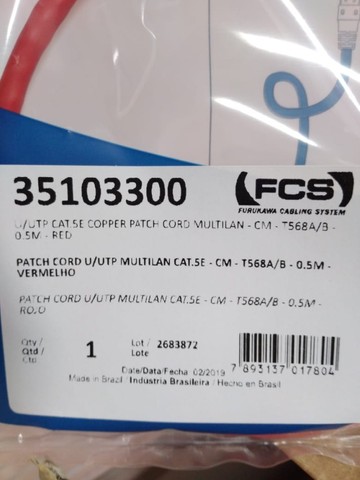 35103300
FCS
FURUKAWA CABLING SYSTEM
U/UTP CAT.5E COPPER PATCH CORD MULTILAN - CM - T568A/B -
0.5M - RED
PATCH CORD U/UTP MULTILAN CAT.5E - CM - T568A/B - 0.5M -
VERMELHO
PATCH CORD U/UTP MULTILAN CAT.5E - CM - T568A/B - 0.5M -
ROJO
Qty /
Qtd /
Ctd
1
Lot /
Lote
2683872
Date/Data/Fecha 02/2019
Made in Brazil / Indústria Brasileira / Hecho en Brasil
7 893137 017804